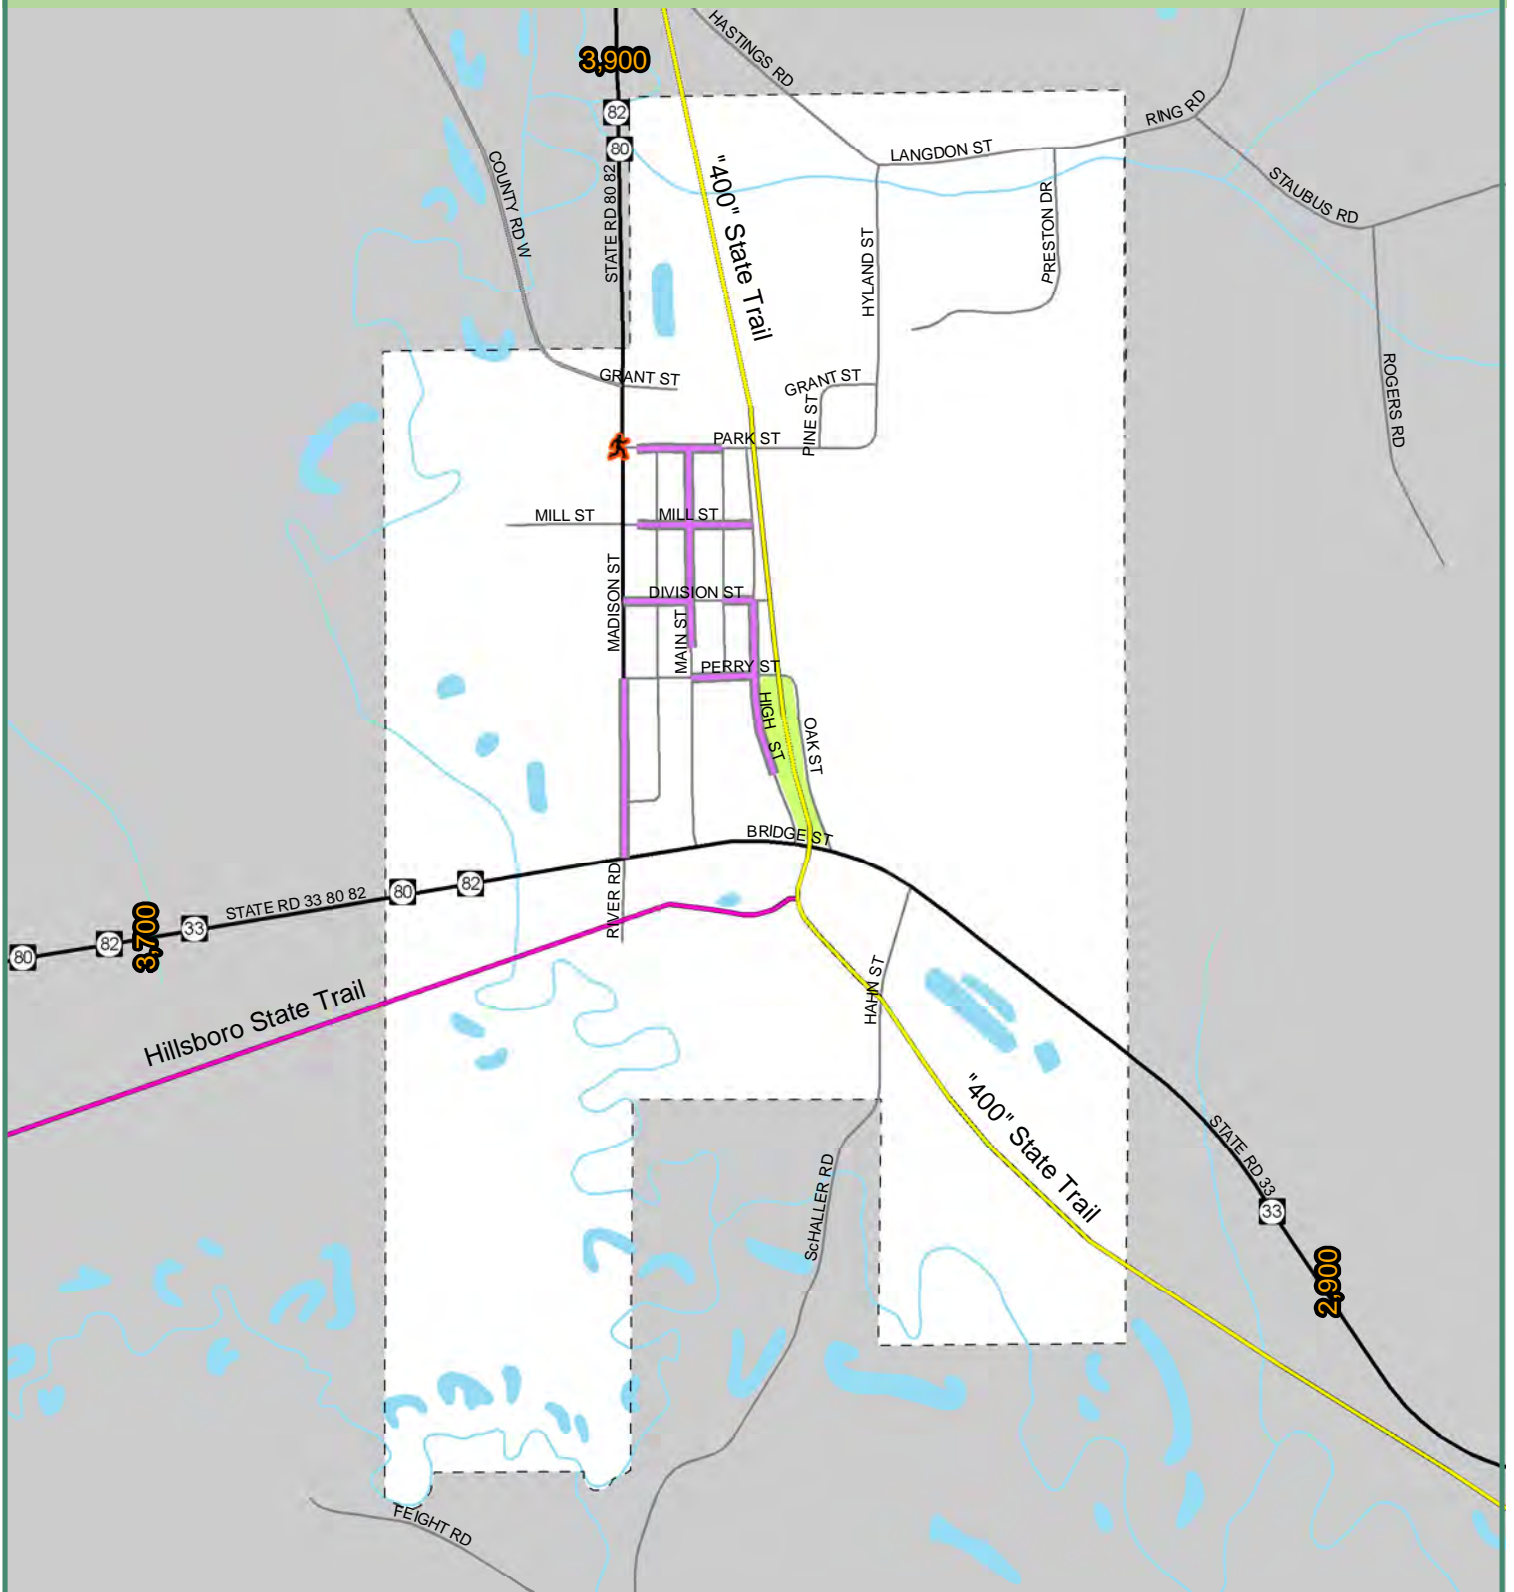 HASTINGS RD
3,900
82
80
RING RD
LANGDON ST
COUNTY RD W
STATE RD 80 82
"400" State Trail
STAUBUS RD
PRESTON DR
HYLAND ST
GRANT ST
GRANT ST
PINE ST
ROGERS RD
PARK ST
MILL ST
MILL ST
MADISON ST
DIVISION ST
MAIN ST
PERRY ST
HIGH ST
OAK ST
BRIDGE ST
RIVER RD
STATE RD 33 80 82
80
82
33
82
80
3,700
Hillsboro State Trail
HAHN ST
"400" State Trail
STATE RD 33
33
ScHALLER RD
2,900
FEIGHT RD